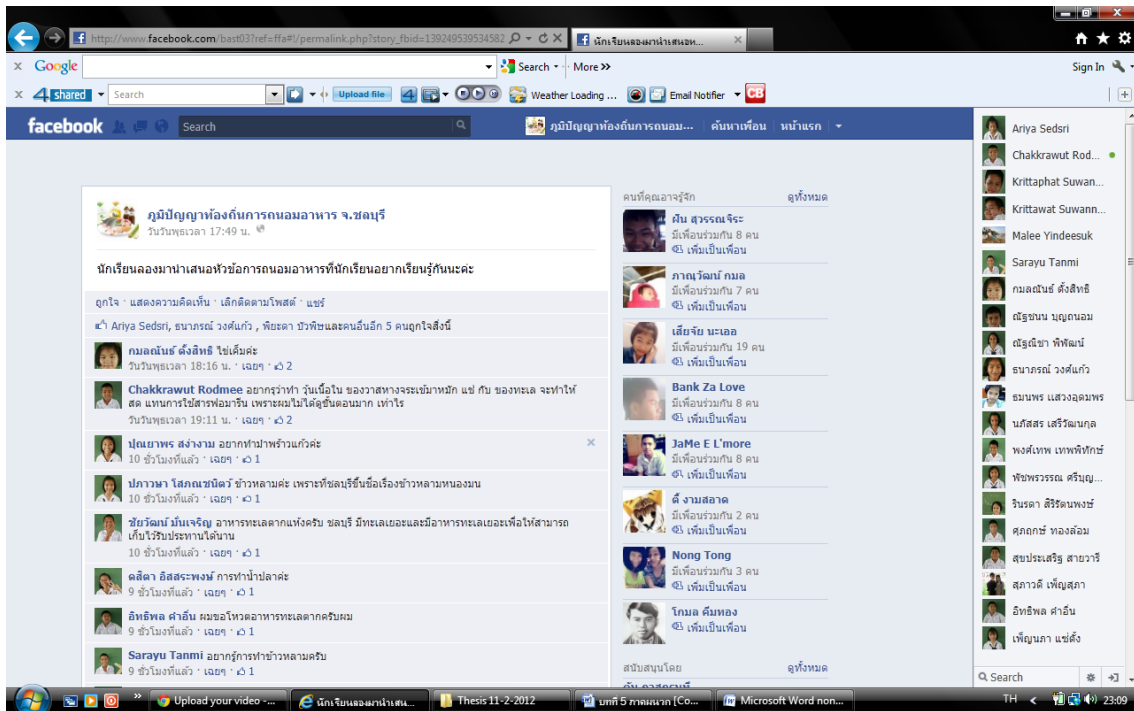 http://www.facebook.com/bast03?ref=ffa#!/permalink.php?story_fbid=139249539534582
นักเรียนลองมานำเสนอห...
Google Search More >> Sign In
4shared Search Upload file Weather Loading ... Email Notifier CB
facebook Search ภูมิปัญญาท้องถิ่นการถนอม... ค้นหาเพื่อน หน้าแรก
ภูมิปัญญาท้องถิ่นการถนอมอาหาร จ.ชลบุรี
วันวันพุธเวลา 17:49 น.
นักเรียนลองมานำเสนอหัวข้อการถนอมอาหารที่นักเรียนอยากเรียนรู้กันนะค่ะ
ถูกใจ · แสดงความคิดเห็น · เลิกติดตามโพสต์ · แชร์
Ariya Sedsri, ธนาภรณ์ วงศ์แก้ว , พิยะดา บัวพิษและคนอื่นอีก 5 คนถูกใจสิ่งนี้
กมลณันธ์ ตั้งสิทธิ ไข่เค็มค่ะ
วันวันพุธเวลา 18:16 น. · เฉยๆ · 2
Chakkrawut Rodmee อยากรุว่าทำ วุ้นเนื้อใน ของวาสหางจระเข้มาหมัก แช่ กับ ของทะเล จะทำให้
สด แทนการใช้สารฟอมารีน เพราะผมไม่ได้ดูขั้นตอนมาก เท่าไร
วันวันพุธเวลา 19:11 น. · เฉยๆ · 2
ปุณยาพร สง่างาม อยากทำมาพร้าวแก้วค่ะ
10 ชั่วโมงที่แล้ว · เฉยๆ · 1
ปภาวษา โสภณชนิตว์ ข้าวหลามค่ะ เพราะที่ชลบุรีขึ้นชื่อเรื่องข้าวหลามหนองมน
10 ชั่วโมงที่แล้ว · เฉยๆ · 1
ชัยวัฒน์ มั่นเจริญ อาหารทะเลตากแห้งครับ ชลบุรี มีทะเลเยอะและมีอาหารทะเลเยอะเพื่อให้สามารถ
เก็บไว้รับประทานได้นาน
10 ชั่วโมงที่แล้ว · เฉยๆ · 1
ดลิตา อิสสระพงษ์ การทำน้ำปลาค่ะ
9 ชั่วโมงที่แล้ว · เฉยๆ · 1
อิทธิพล คำอื่น ผมขอโหวดอาหารทะเลตากครับผม
9 ชั่วโมงที่แล้ว · เฉยๆ · 1
Sarayu Tanmi อยากรู้การทำข้าวหลามครับ
9 ชั่วโมงที่แล้ว · เฉยๆ · 1
คนที่คุณอาจรู้จัก ดูทั้งหมด
ฝน สุวรรณจิระ
มีเพื่อนร่วมกัน 8 คน
เพิ่มเป็นเพื่อน
ภาณุวัฒน์ กมล
มีเพื่อนร่วมกัน 7 คน
เพิ่มเป็นเพื่อน
เสียจัย นะเออ
มีเพื่อนร่วมกัน 19 คน
เพิ่มเป็นเพื่อน
Bank Za Love
มีเพื่อนร่วมกัน 8 คน
เพิ่มเป็นเพื่อน
JaMe E L'more
มีเพื่อนร่วมกัน 8 คน
เพิ่มเป็นเพื่อน
ตี๋ งามสอาด
มีเพื่อนร่วมกัน 2 คน
เพิ่มเป็นเพื่อน
Nong Tong
มีเพื่อนร่วมกัน 3 คน
เพิ่มเป็นเพื่อน
โกมล คีมทอง
เพิ่มเป็นเพื่อน
สนับสนุนโดย ดูทั้งหมด
Ariya Sedsri
Chakkrawut Rod...
Krittaphat Suwan...
Krittawat Suwann...
Malee Yindeesuk
Sarayu Tanmi
กมลณันธ์ ตั้งสิทธิ
ณัฐชนน บุญถนอม
ณัฐณิชา พิพัฒน์
ธนาภรณ์ วงศ์แก้ว
ธมนพร แสวงอุดมพร
นภัสสร เสรีวัฒนกุล
พงศ์เทพ เทพพิทักษ์
พัชพรวรรณ ศรีบุญ...
รินรดา สิริรัตนพงษ์
ศุภฤกษ์ ทองล้อม
สุขประเสริฐ สายวารี
สุภาวดี เพ็ญสุภา
อิทธิพล คำอื่น
เพ็ญนภา แซ่ตั้ง
Search
Upload your video -... นักเรียนลองมานำเสน... Thesis 11-2-2012 บทที่ 5 ภาคผนวก [Co... Microsoft Word non... TH 23:09